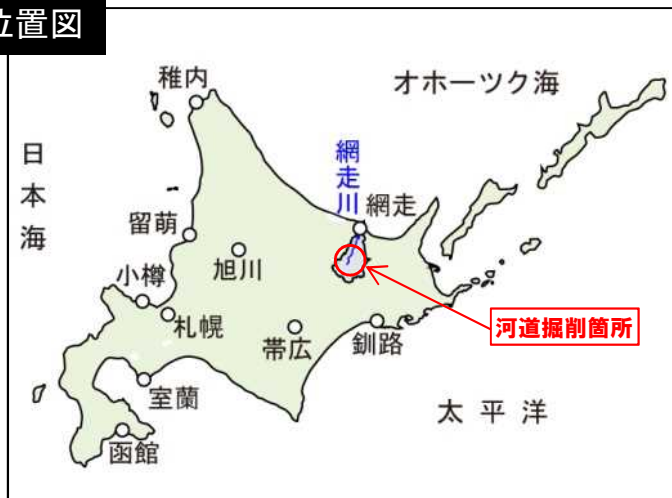 位置図
稚内
オホーツク海
日本海
網走川
網走
留萌
旭川
小樽
札幌
帯広
釧路
河道掘削箇所
室蘭
太平洋
函館